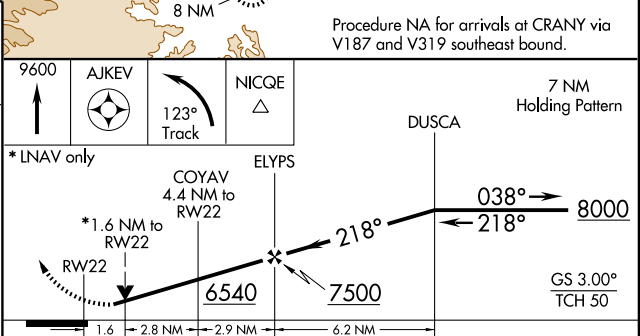 8 NM
Procedure NA for arrivals at CRANY via
V187 and V319 southeast bound.
9600
AJKEV
123°
Track
NICQE
7 NM
Holding Pattern
DUSCA
* LNAV only
ELYPS
COYAV
4.4 NM to
RW22
*1.6 NM to
RW22
RW22
038°
218°
8000
218°
6540
7500
GS 3.00°
TCH 50
1.6
2.8 NM
2.9 NM
6.2 NM